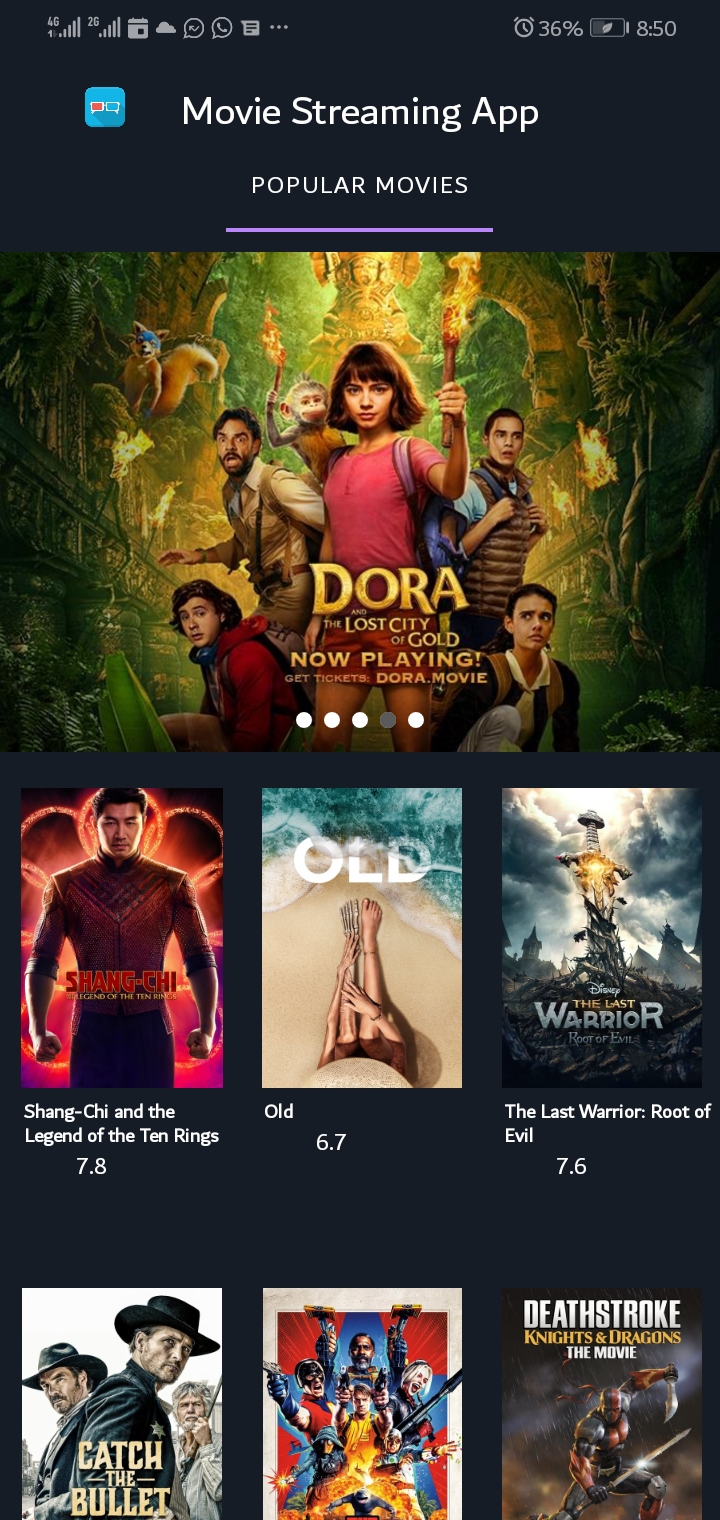 4G
2G
36%
8:50
Movie Streaming App
POPULAR MOVIES
DORA
AND
THE LOST CITY
OF GOLD
NOW PLAYING!
GET TICKETS: DORA.MOVIE
SHANG-CHI
LEGEND OF THE TEN RINGS
OLD
Disney
THE LAST
WARRIOR
ROOT OF EVIL
Shang-Chi and the
Legend of the Ten Rings
7.8
Old
6.7
The Last Warrior: Root of
Evil
7.6
CATCH
THE
BULLET
DEATHSTROKE
KNIGHTS & DRAGONS
THE MOVIE